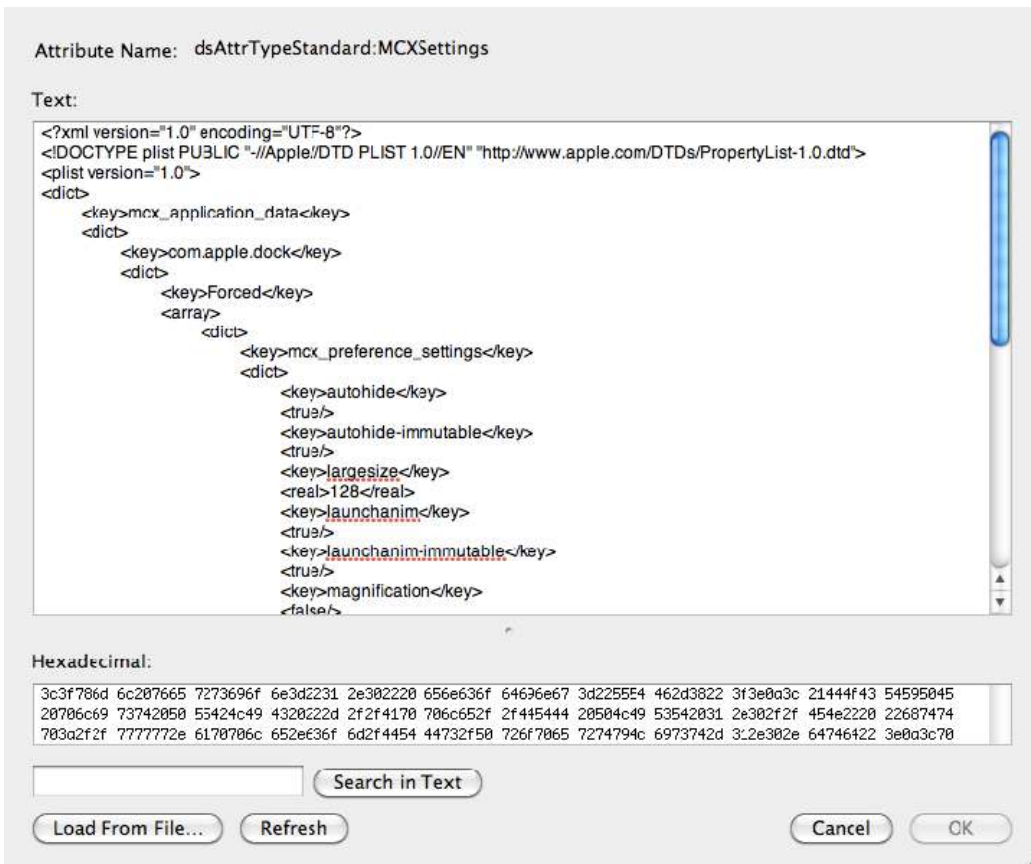 Attribute Name: dsAttrTypeStandard:MCXSettings
Text:
<?xml version="1.0" encoding="UTF-8"?>
<!DOCTYPE plist PUBLIC "-//Apple//DTD PLIST 1.0//EN" "http://www.apple.com/DTDs/PropertyList-1.0.dtd">
<plist version="1.0">
<dict>
<key>mcx_application_data</key>
<dict>
<key>com.apple.dock</key>
<dict>
<key>Forced</key>
<array>
<dict>
<key>mcx_preference_settings</key>
<dict>
<key>autohide</key>
<true/>
<key>autohide-immutable</key>
<true/>
<key>largesize</key>
<real>128</real>
<key>launchanim</key>
<true/>
<key>launchanim-immutable</key>
<true/>
<key>magnification</key>
<false/>
Hexadecimal:
3c3f786d 6c207665 7273696f 6e3d2231 2e302220 656e636f 64696e67 3d225554 462d3822 3f3e0a3c 21444f43 54595045
20706c69 73742050 55424c49 4320222d 2f2f4170 706c652f 2f445444 20504c49 53542031 2e302f2f 454e2220 22687474
703a2f2f 7777772e 6170706c 652e636f 6d2f4454 44732f50 726f7065 7274794c 6973742d 312e302e 64746422 3e0a3c70
Search in Text
Load From File... Refresh Cancel OK